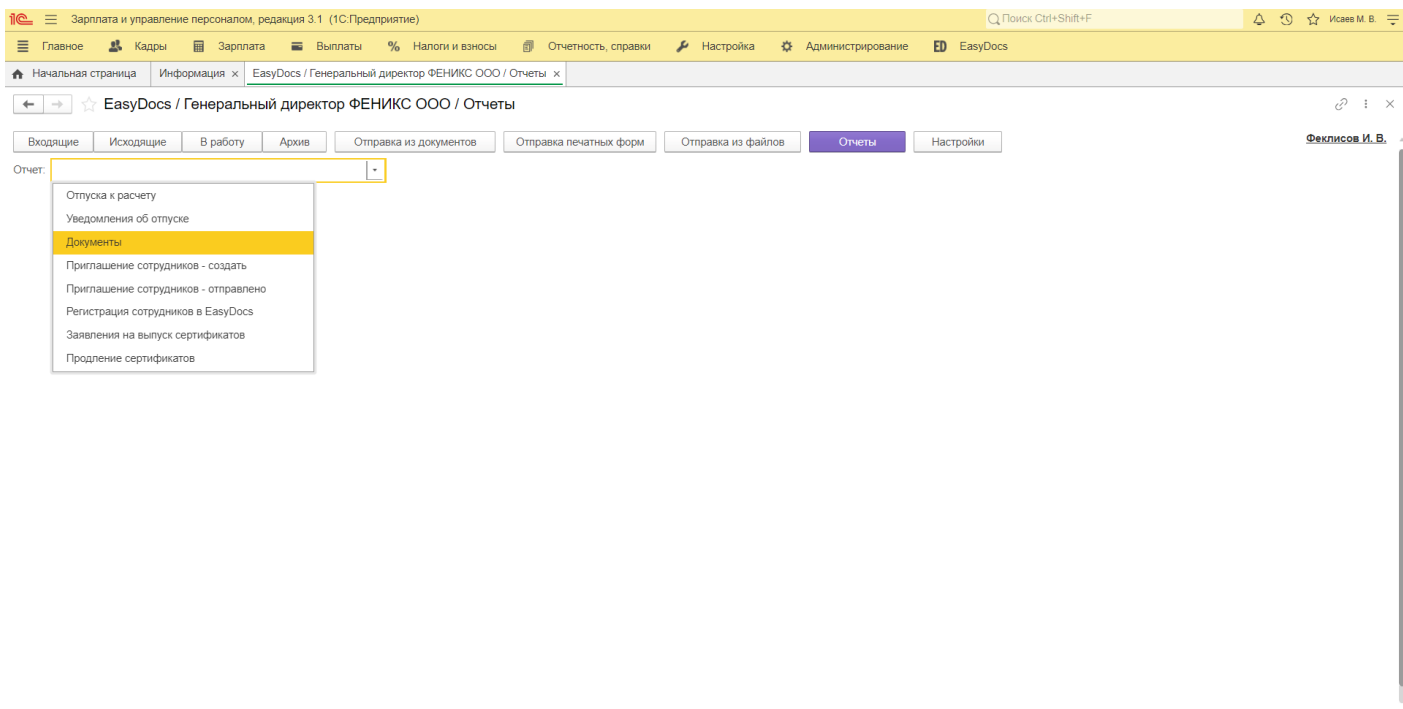 1С Зарплата и управление персоналом, редакция 3.1 (1С:Предприятие) Поиск Ctrl+Shift+F Исаев М. В.
Главное Кадры Зарплата Выплаты % Налоги и взносы Отчетность, справки Настройка Администрирование ED EasyDocs
Начальная страница Информация × EasyDocs / Генеральный директор ФЕНИКС ООО / Отчеты ×
EasyDocs / Генеральный директор ФЕНИКС ООО / Отчеты
Входящие Исходящие В работу Архив Отправка из документов Отправка печатных форм Отправка из файлов Отчеты Настройки Феклисов И. В.
Отчет:
Отпуска к расчету
Уведомления об отпуске
Документы
Приглашение сотрудников - создать
Приглашение сотрудников - отправлено
Регистрация сотрудников в EasyDocs
Заявления на выпуск сертификатов
Продление сертификатов